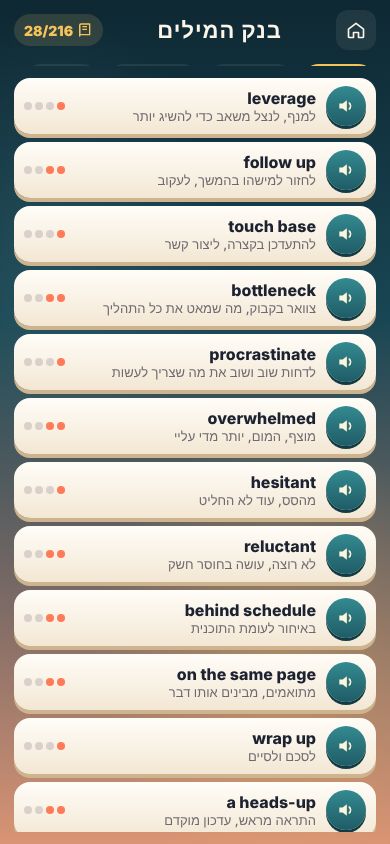 בנק המילים
28/216
leverage
למנף, לנצל משאב כדי להשיג יותר
follow up
לחזור למישהו בהמשך, לעקוב
touch base
להתעדכן בקצרה, ליצור קשר
bottleneck
צוואר בקבוק, מה שמאט את כל התהליך
procrastinate
לדחות שוב ושוב את מה שצריך לעשות
overwhelmed
מוצף, המום, יותר מדי עליי
hesitant
מהסס, עוד לא החליט
reluctant
לא רוצה, עושה בחוסר חשק
behind schedule
באיחור לעומת התוכנית
on the same page
מתואמים, מבינים אותו דבר
wrap up
לסכם ולסיים
a heads-up
התראה מראש, עדכון מוקדם